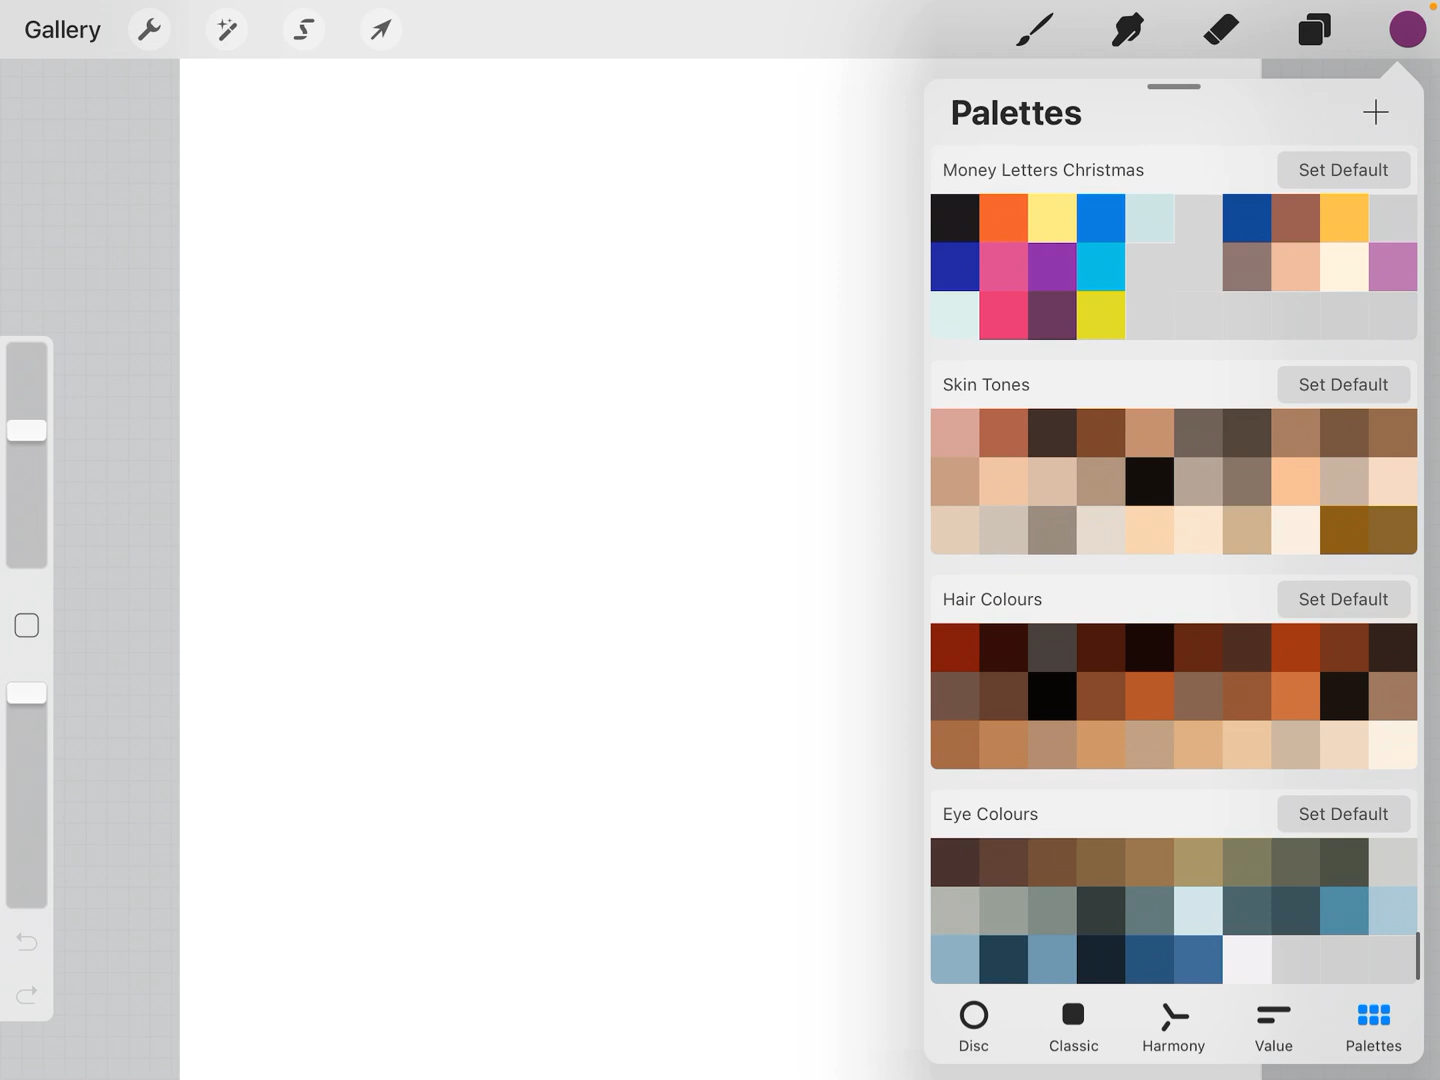 Gallery
Palettes
Money Letters Christmas
Set Default
Skin Tones
Set Default
Hair Colours
Set Default
Eye Colours
Set Default
Disc
Classic
Harmony
Value
Palettes